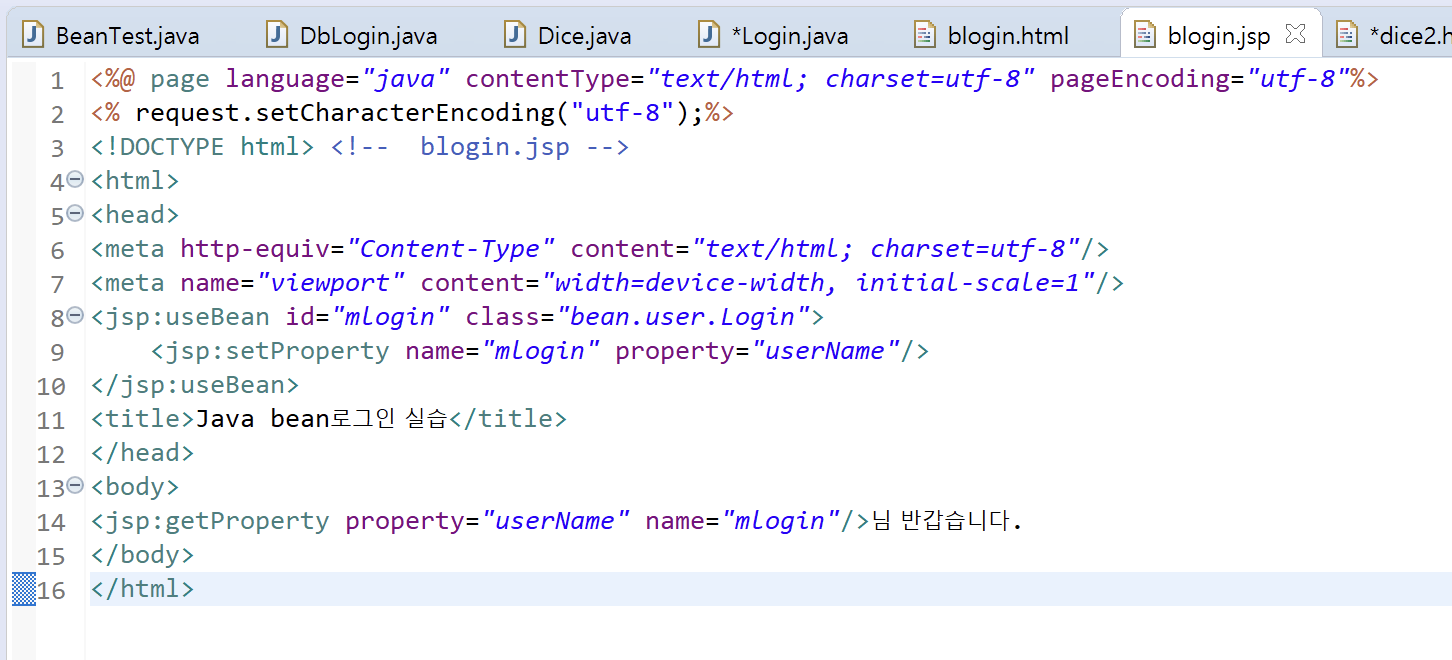 BeanTest.java DbLogin.java Dice.java *Login.java blogin.html blogin.jsp *dice2.h
1 <%@ page language="java" contentType="text/html; charset=utf-8" pageEncoding="utf-8"%>
2 <% request.setCharacterEncoding("utf-8");%>
3 <!DOCTYPE html> <!--  blogin.jsp -->
4 <html>
5 <head>
6 <meta http-equiv="Content-Type" content="text/html; charset=utf-8"/>
7 <meta name="viewport" content="width=device-width, initial-scale=1"/>
8 <jsp:useBean id="mlogin" class="bean.user.Login">
9     <jsp:setProperty name="mlogin" property="userName"/>
10 </jsp:useBean>
11 <title>Java bean로그인 실습</title>
12 </head>
13 <body>
14 <jsp:getProperty property="userName" name="mlogin"/>님 반갑습니다.
15 </body>
16 </html>